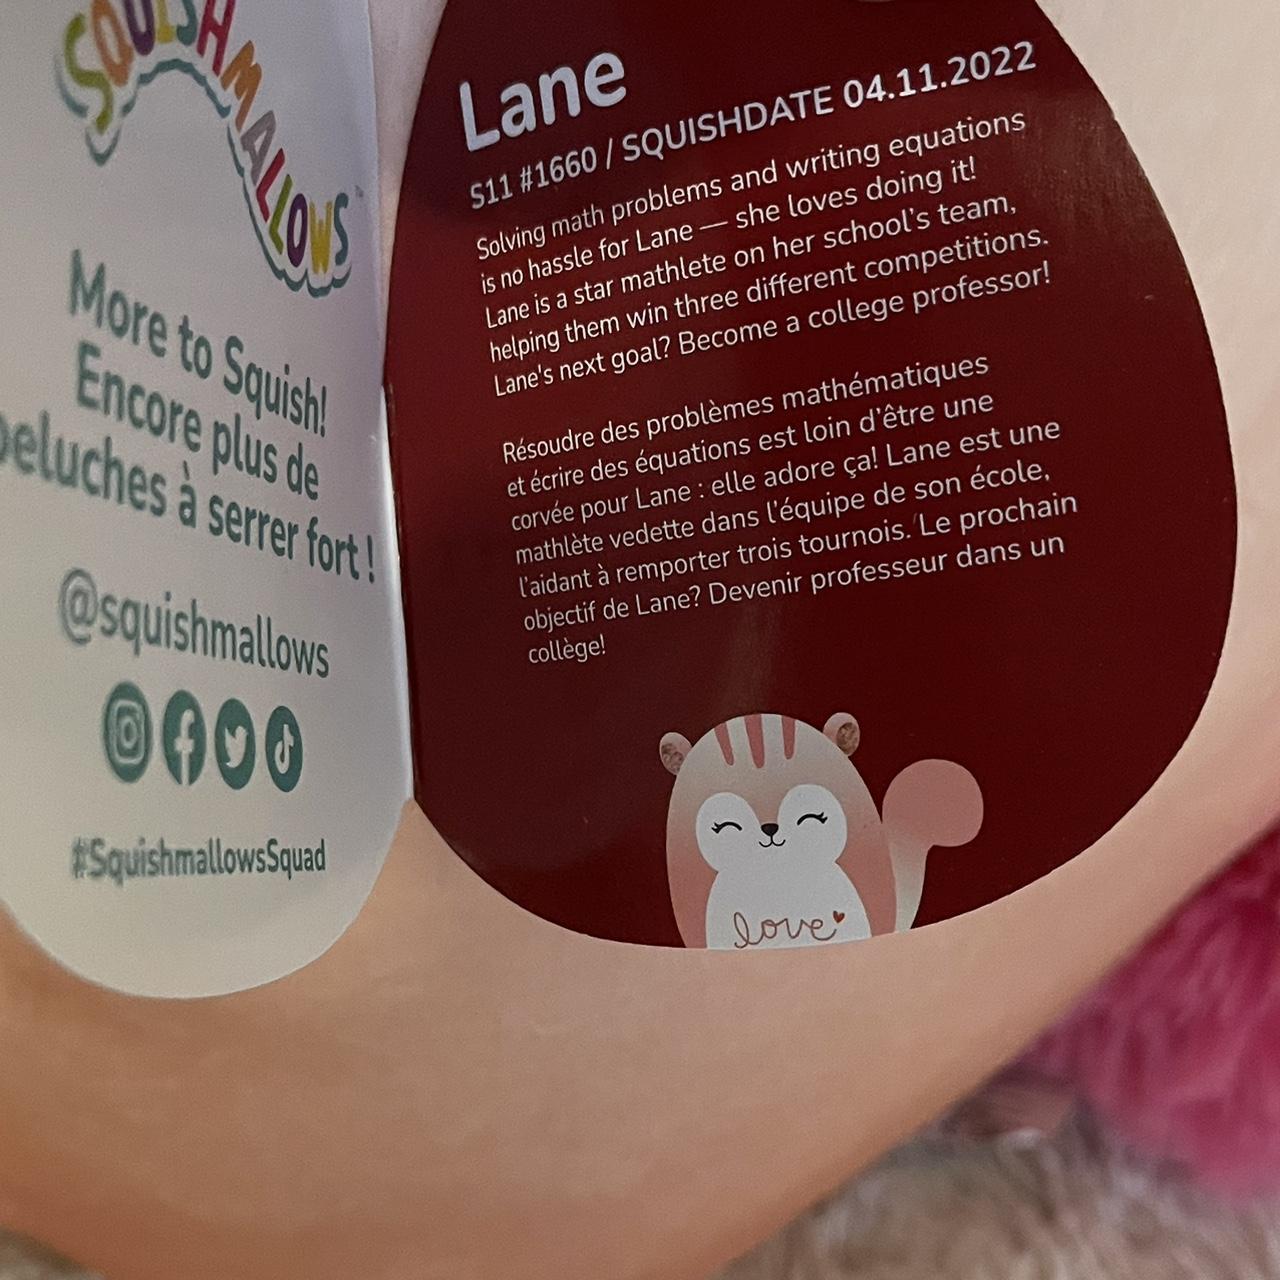 SQUISHMALLOWS™
More to Squish!
Encore plus de
peluches à serrer fort !
@squishmallows
#SquishmallowsSquad
Lane
S11 #1660 / SQUISHDATE 04.11.2022
Solving math problems and writing equations
is no hassle for Lane — she loves doing it!
Lane is a star mathlete on her school's team,
helping them win three different competitions.
Lane's next goal? Become a college professor!
Résoudre des problèmes mathématiques
et écrire des équations est loin d'être une
corvée pour Lane : elle adore ça! Lane est une
mathlète vedette dans l'équipe de son école,
l'aidant à remporter trois tournois. Le prochain
objectif de Lane? Devenir professeur dans un
collège!
love